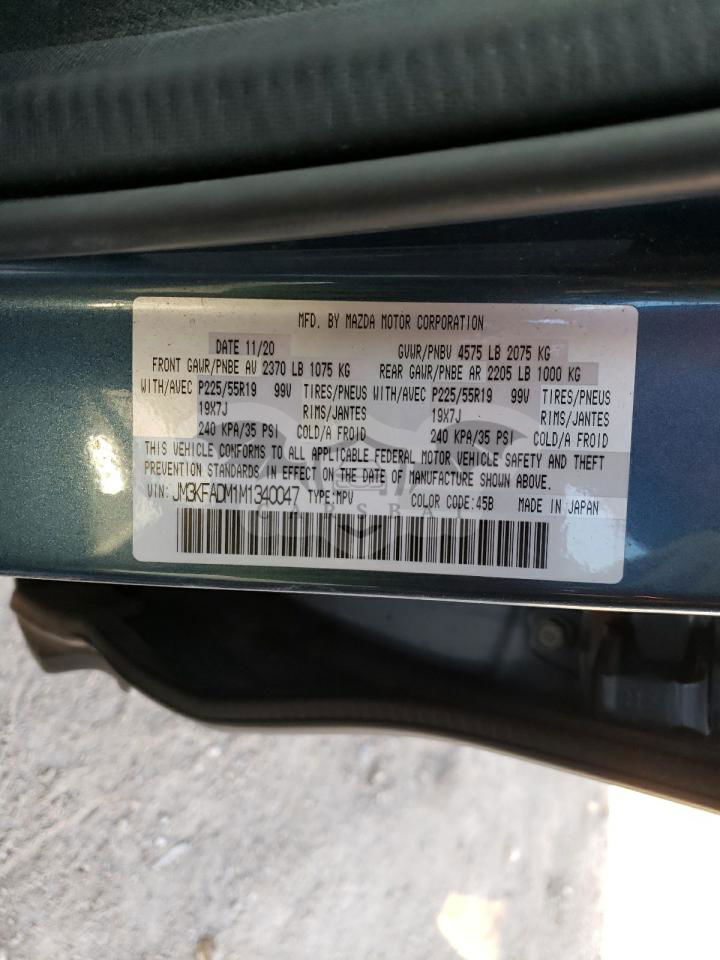 MFD. BY MAZDA MOTOR CORPORATION
DATE 11/20 GVWR/PNBV 4575 LB 2075 KG
FRONT GAWR/PNBE AV 2370 LB 1075 KG REAR GAWR/PNBE AR 2205 LB 1000 KG
WITH/AVEC P225/55R19 99V TIRES/PNEUS WITH/AVEC P225/55R19 99V TIRES/PNEUS
19X7J RIMS/JANTES 19X7J RIMS/JANTES
240 KPA/35 PSI COLD/A FROID 240 KPA/35 PSI COLD/A FROID
THIS VEHICLE CONFORMS TO ALL APPLICABLE FEDERAL MOTOR VEHICLE SAFETY AND THEFT
PREVENTION STANDARDS IN EFFECT ON THE DATE OF MANUFACTURE SHOWN ABOVE.
VIN: JM3KFADM1M1340047 TYPE:MPV COLOR CODE:45B MADE IN JAPAN